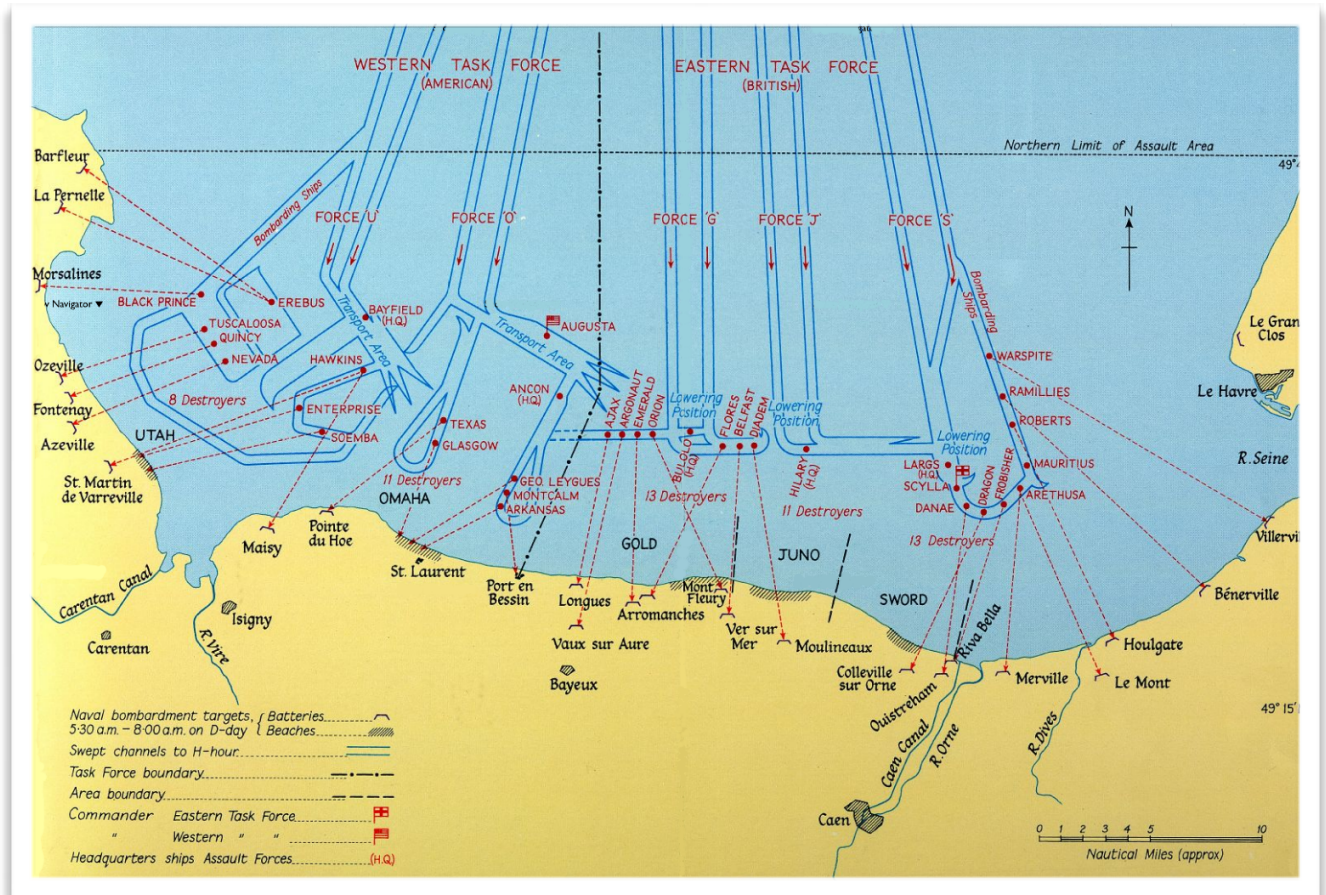 WESTERN TASK FORCE
(AMERICAN)
EASTERN TASK FORCE
(BRITISH)
Northern Limit of Assault Area
Barfleur
La Pernelle
Morsalines
Navigator ▼
Bombarding Ships
FORCE 'U'
FORCE 'O'
FORCE 'G'
FORCE 'J'
FORCE 'S'
N
BLACK PRINCE
EREBUS
TUSCALOOSA
QUINCY
NEVADA
BAYFIELD
(H.Q.)
HAWKINS
Transport Area
Transport Area
AUGUSTA
Bombarding
Ships
WARSPITE
RAMILLIES
ROBERTS
Le Gran
Clos
Le Havre
R. Seine
Ozeville
Fontenay
Azeville
8 Destroyers
UTAH
ENTERPRISE
SOEMBA
St. Martin
de Varreville
ANCON
(H.Q.)
TEXAS
GLASGOW
11 Destroyers
OMAHA
GEO. LEYGUES
MONTCALM
ARKANSAS
AJAX
ARGONAUT
EMERALD
ORION
Lowering
Position
BULOLO
(H.Q.)
FLORES
BELFAST
DIADEM
Lowering
Position
HILARY
(H.Q.)
13 Destroyers
11 Destroyers
Lowering
Position
LARGS
(H.Q.)
SCYLLA
DANAE
DRAGON
FROBISHER
MAURITIUS
ARETHUSA
13 Destroyers
GOLD
JUNO
SWORD
Maisy
Pointe
du Hoe
St. Laurent
Port en
Bessin
Longues
Vaux sur Aure
Arromanches
Mont
Fleury
Ver sur
Mer
Moulineaux
Colleville
sur Orne
Ouistreham
Riva Bella
Merville
Le Mont
Houlgate
Bénerville
Villervi
Carentan Canal
Carentan
Isigny
R. Vire
Bayeux
Caen Canal
R. Orne
R. Dives
Caen
49° 15'
Naval bombardment targets, Batteries
5·30 a.m. – 8·00 a.m. on D-day Beaches
Swept channels to H-hour
Task Force boundary
Area boundary
Commander Eastern Task Force
" Western " "
Headquarters ships Assault Forces (H.Q.)
0 1 2 3 4 5 10
Nautical Miles (approx)